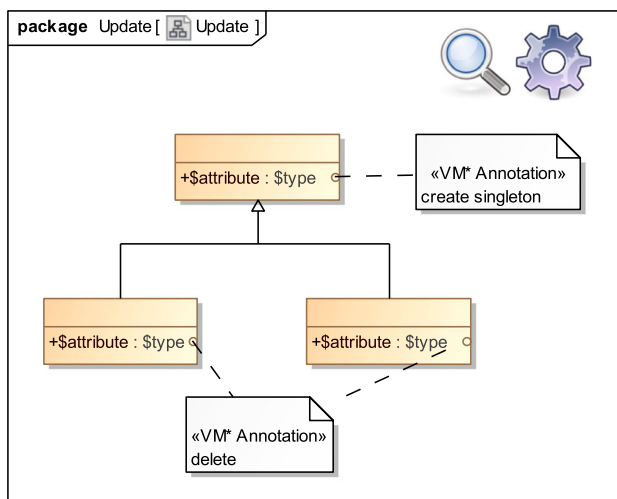 package Update [ Update ]
+$attribute : $type
«VM* Annotation»
create singleton
+$attribute : $type
+$attribute : $type
«VM* Annotation»
delete